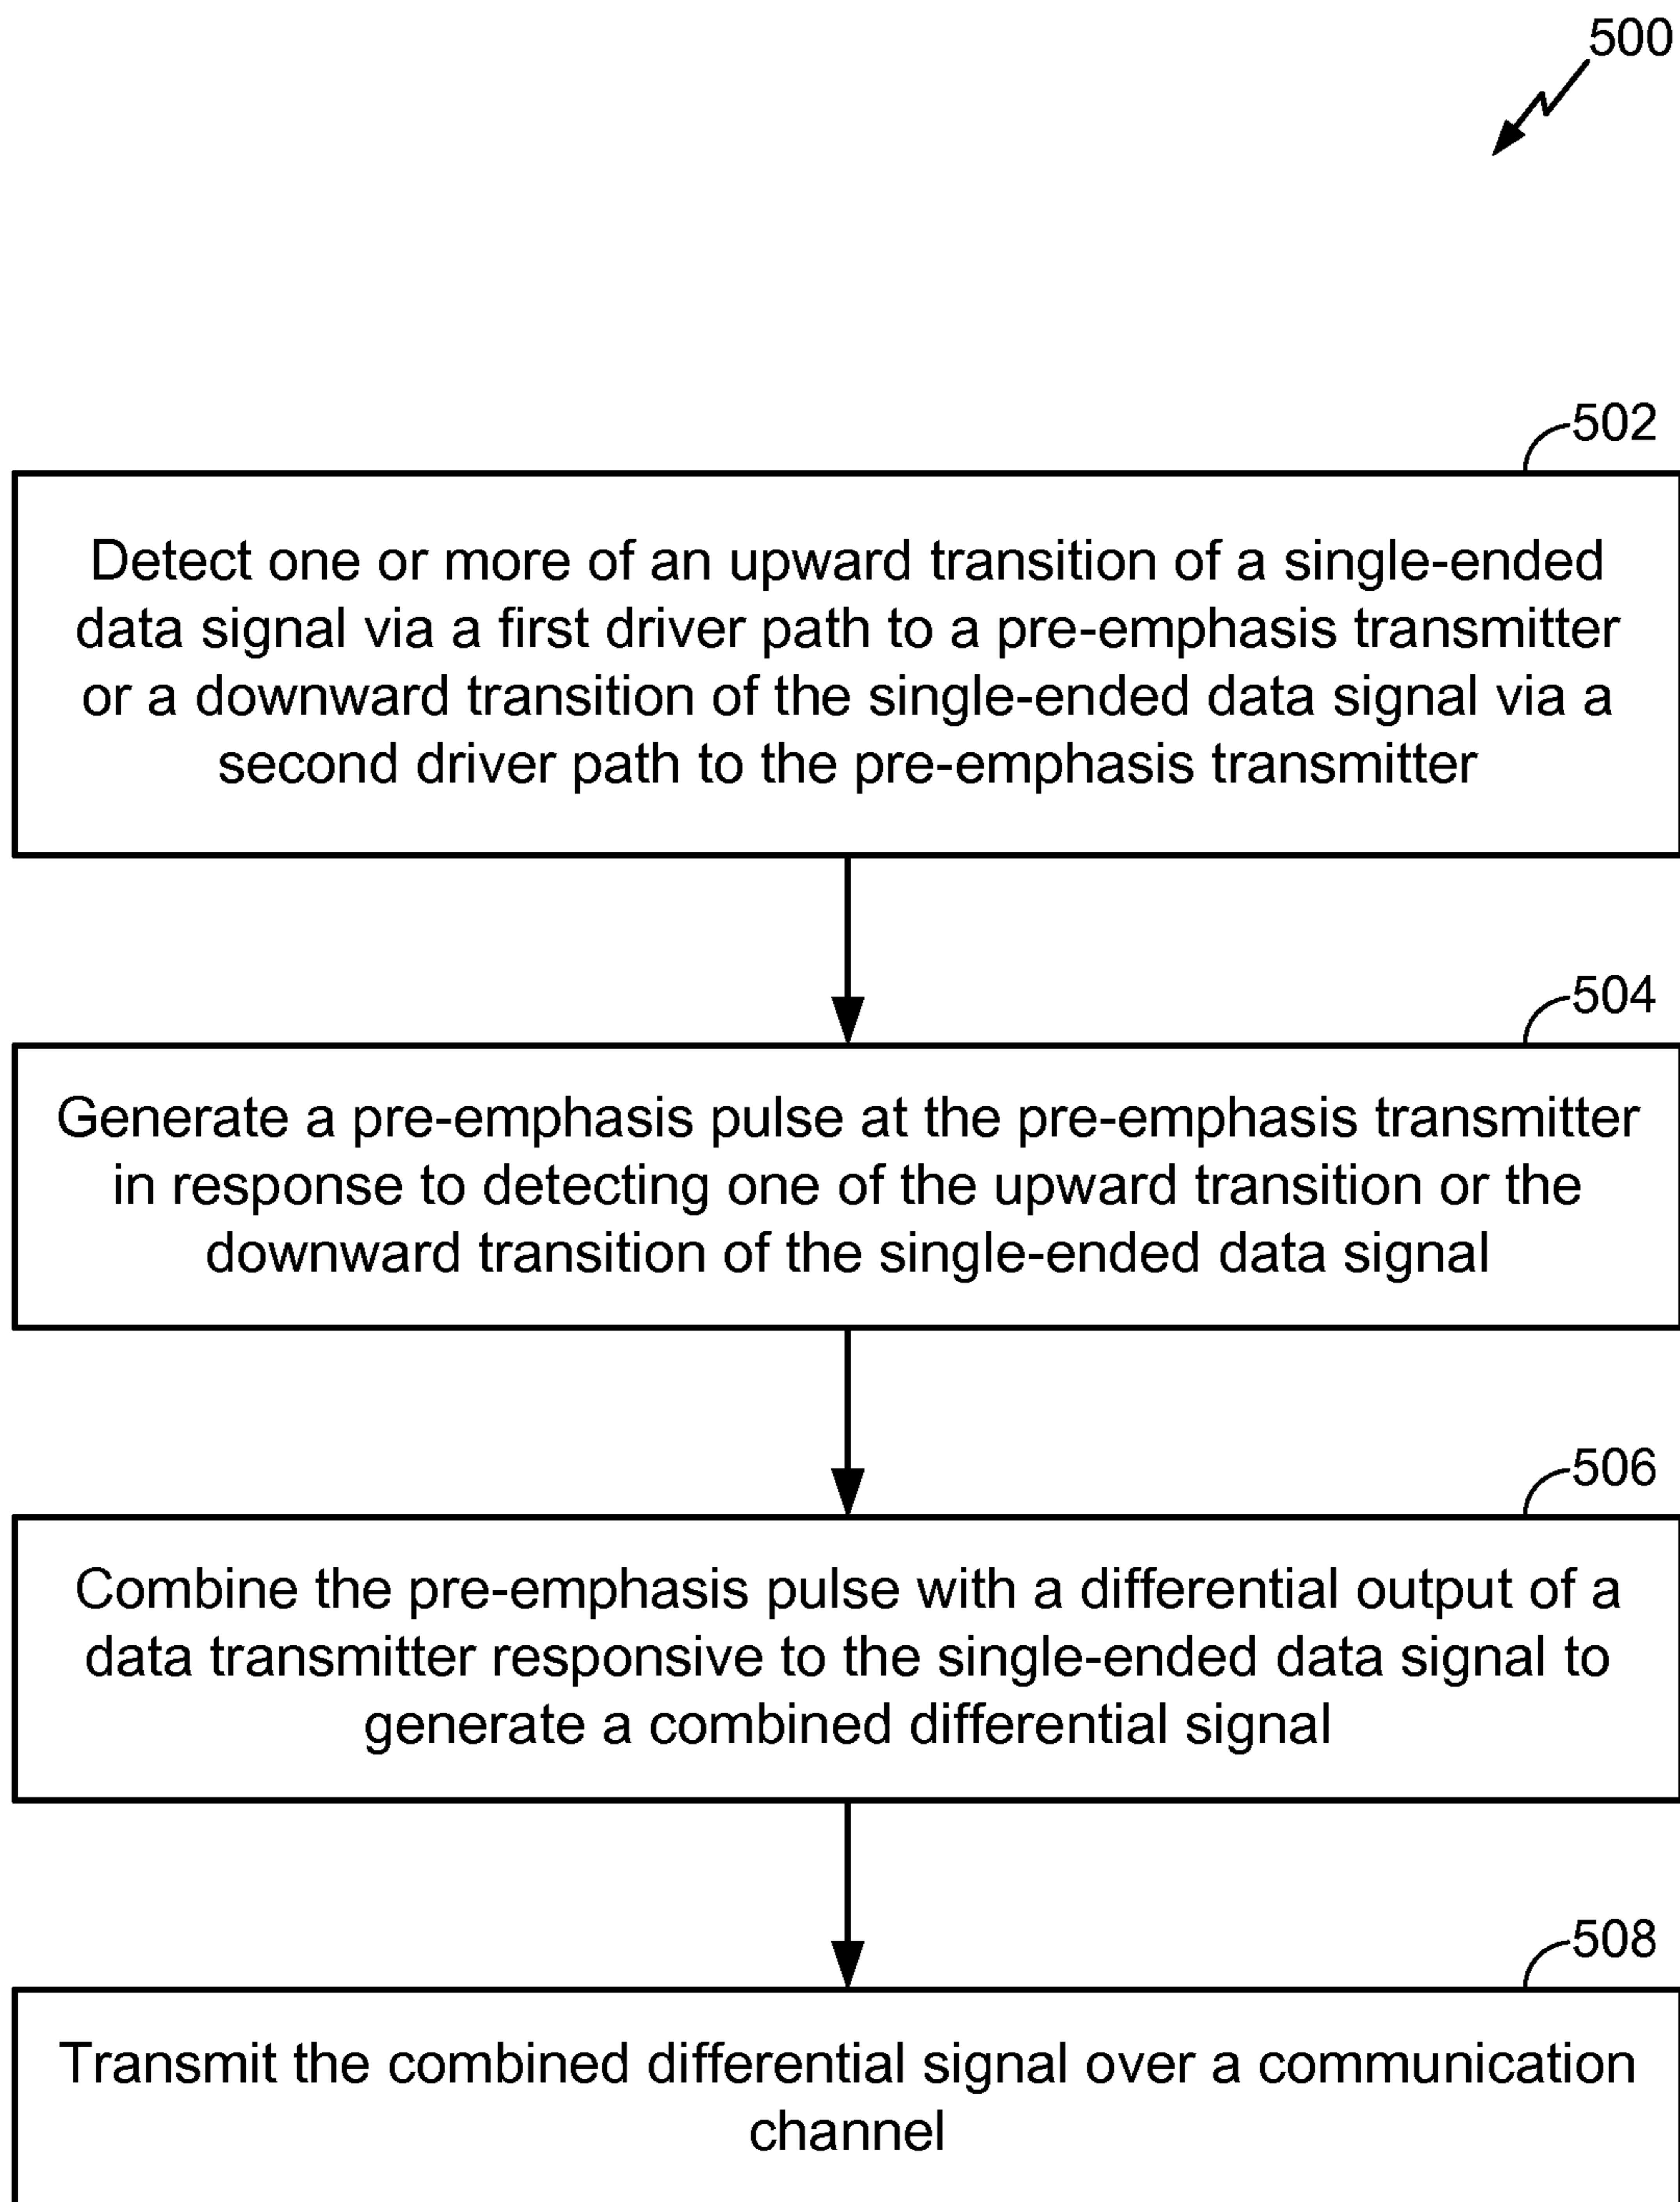 500
502
Detect one or more of an upward transition of a single-ended
data signal via a first driver path to a pre-emphasis transmitter
or a downward transition of the single-ended data signal via a
second driver path to the pre-emphasis transmitter
504
Generate a pre-emphasis pulse at the pre-emphasis transmitter
in response to detecting one of the upward transition or the
downward transition of the single-ended data signal
506
Combine the pre-emphasis pulse with a differential output of a
data transmitter responsive to the single-ended data signal to
generate a combined differential signal
508
Transmit the combined differential signal over a communication
channel